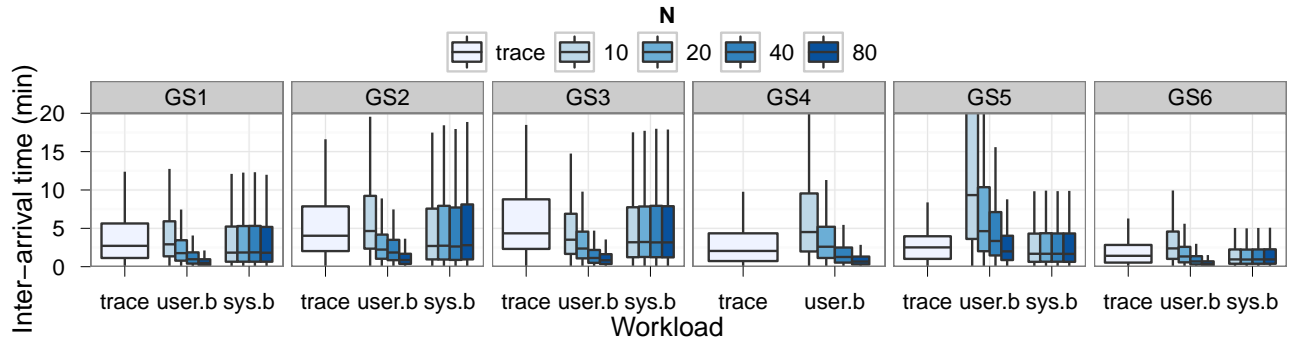 N
trace 10 20 40 80
GS1 GS2 GS3 GS4 GS5 GS6
Inter−arrival time (min)
20
15
10
5
0
trace user.b sys.b trace user.b sys.b trace user.b sys.b trace user.b trace user.b sys.b trace user.b sys.b
Workload